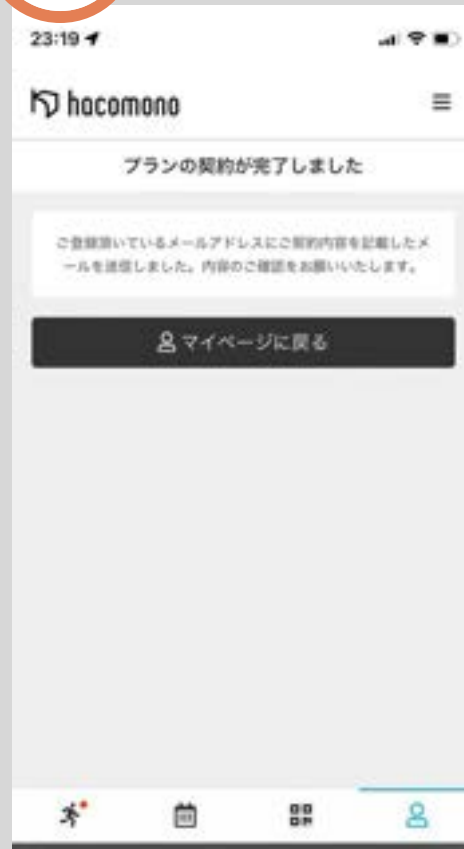 23:19
hacomono
プランの契約が完了しました
ご登録頂いているメールアドレスにご契約内容を記載したメ
ールを送信しました。内容のご確認をお願いいたします。
マイページに戻る